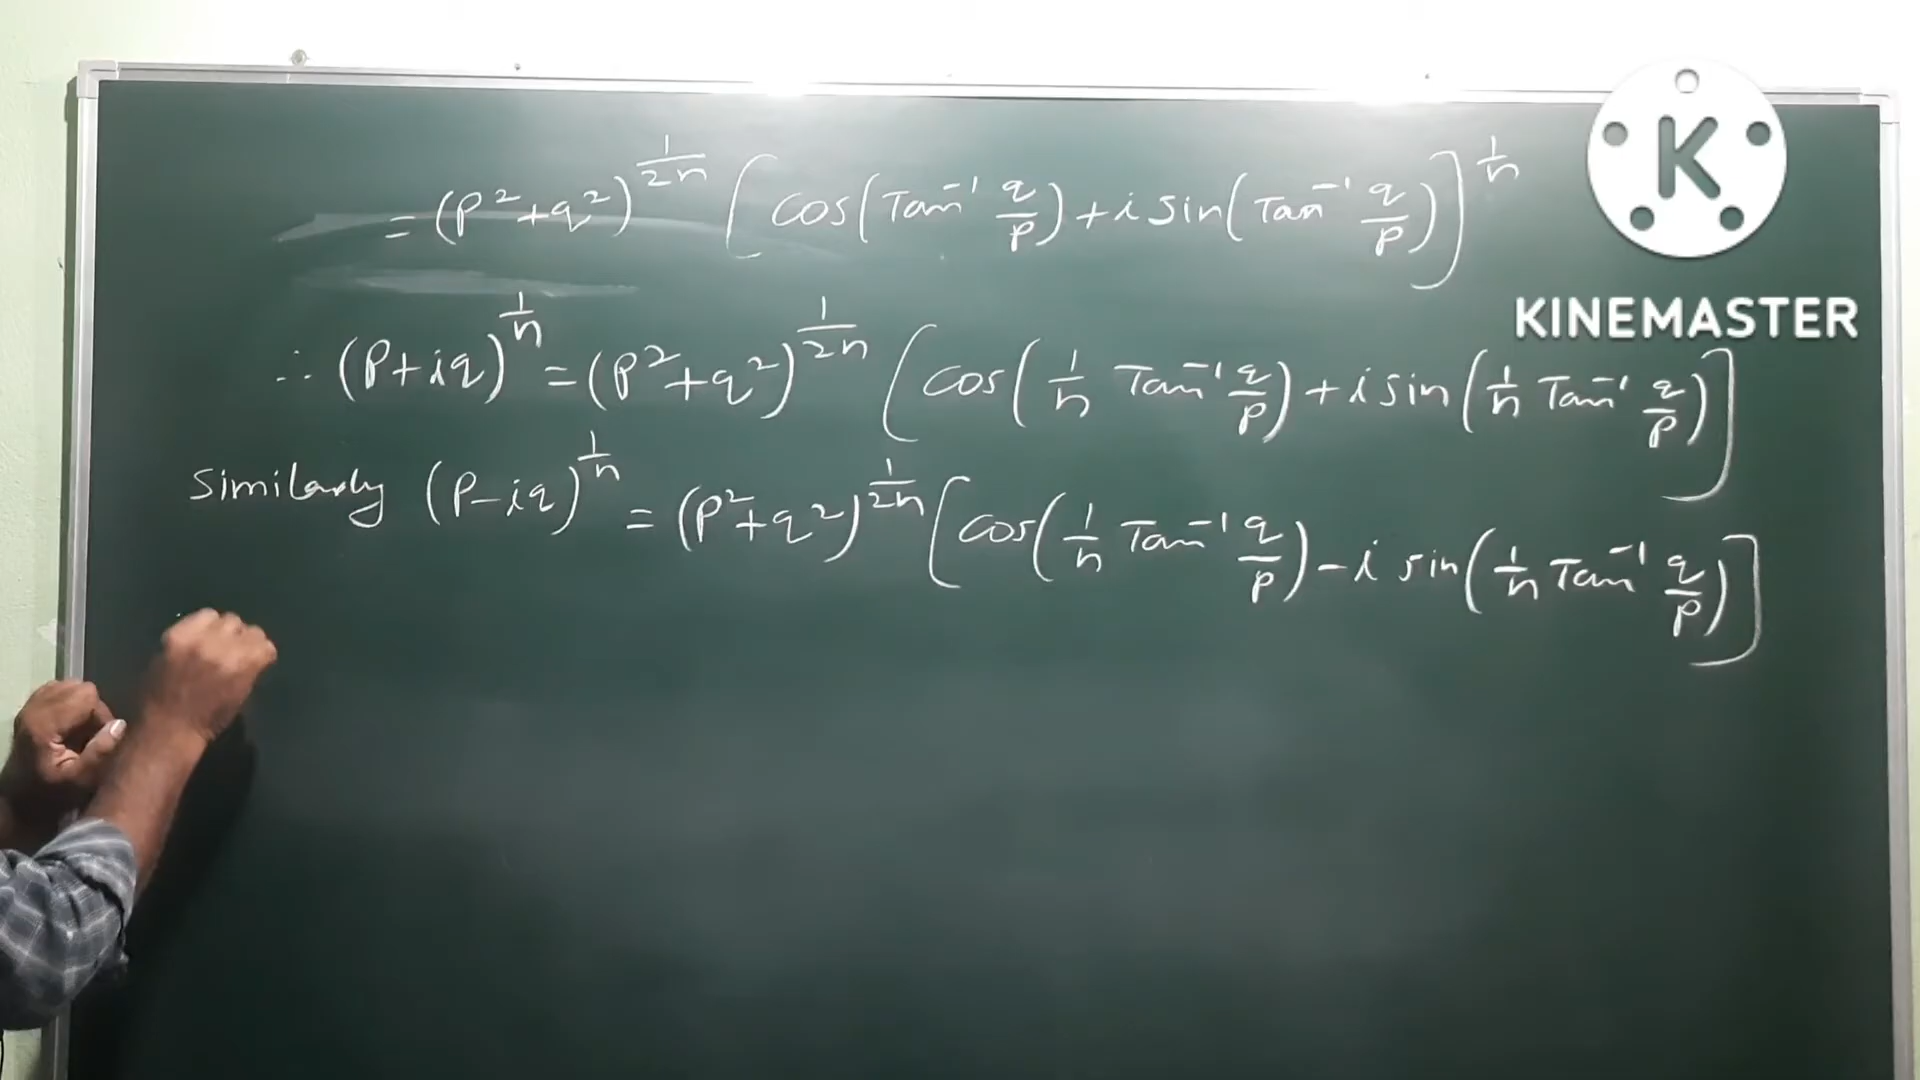 = (P²+q²)^(1/2n) [cos(Tan⁻¹ q/p) + i sin(Tan⁻¹ q/p)]^(1/n)
∴ (P+iq)^(1/n) = (P²+q²)^(1/2n) [cos(1/n Tan⁻¹ q/p) + i sin(1/n Tan⁻¹ q/p)]
Similarly (P-iq)^(1/n) = (P²+q²)^(1/2n) [cos(1/n Tan⁻¹ q/p) - i sin(1/n Tan⁻¹ q/p)]
K
KINEMASTER